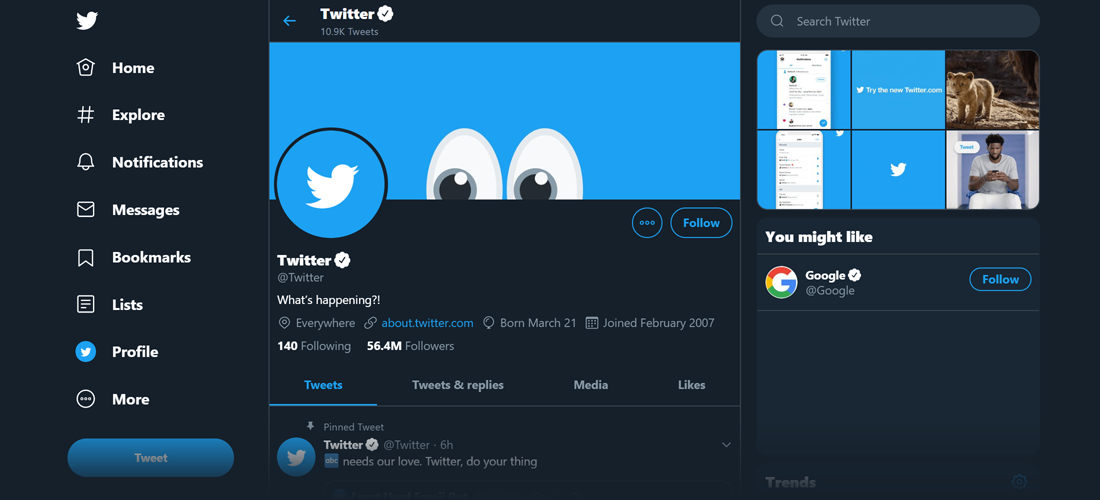 Home
Explore
Notifications
Messages
Bookmarks
Lists
Profile
More
Tweet
Twitter
10.9K Tweets
Follow
Twitter
@Twitter
What's happening?!
Everywhere about.twitter.com Born March 21 Joined February 2007
140 Following 56.4M Followers
Tweets Tweets & replies Media Likes
Pinned Tweet
Twitter @Twitter · 6h
abc needs our love. Twitter, do your thing
Search Twitter
Notifications
Try the new Twitter.com
Tweet
You might like
Google
@Google
Follow
Trends